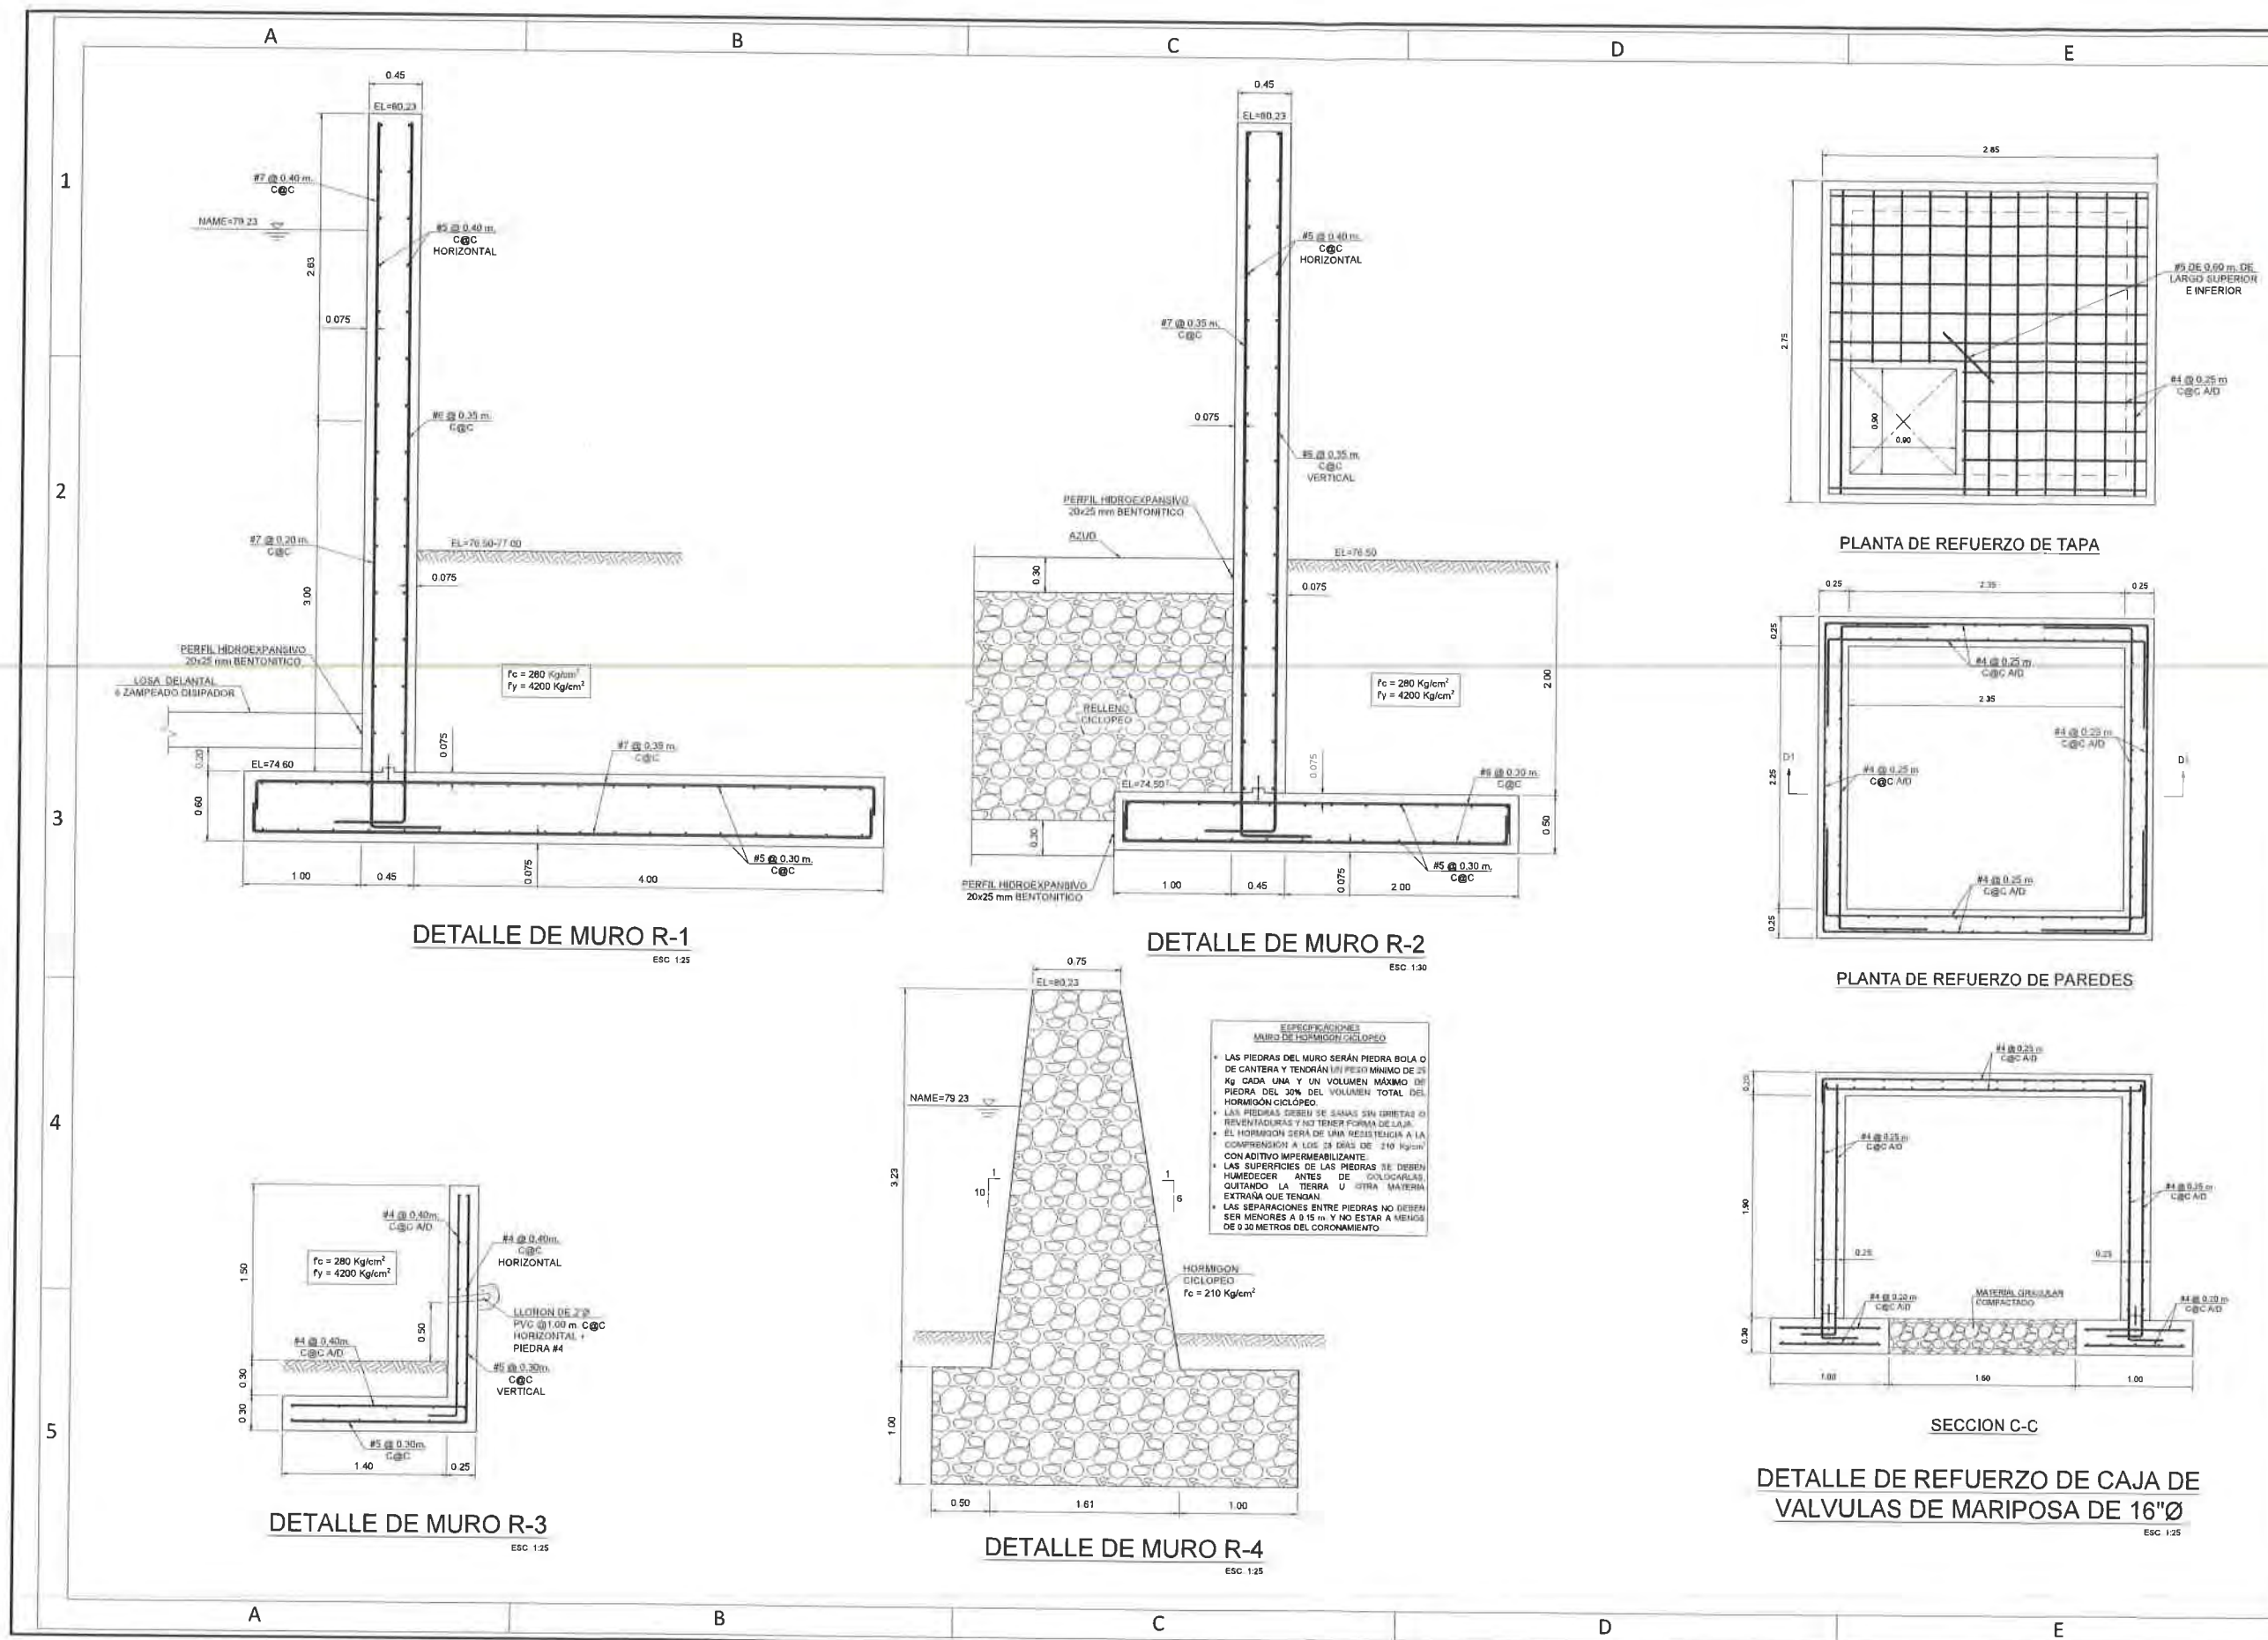 A
B
C
D
E
1
2
3
4
5
0.45
EL=80.23
#7 @ 0.40 m.
C@C
NAME=79.23
#5 @ 0.40 m.
C@C
HORIZONTAL
2.63
0.075
#6 @ 0.35 m.
C@C
#7 @ 0.20 m.
C@C
EL=76.50-77.00
0.075
3.00
PERFIL HIDROEXPANSIVO
20x25 mm BENTONITICO
LOSA DELANTAL
ó ZAMPEADO DISIPADOR
f'c = 280 Kg/cm²
f'y = 4200 Kg/cm²
0.20
0.075
#7 @ 0.35 m.
C@C
EL=74.60
0.60
#5 @ 0.30 m.
C@C
1.00
0.45
0.075
4.00
DETALLE DE MURO R-1
ESC 1:25
0.45
EL=80.23
#5 @ 0.40 m.
C@C
HORIZONTAL
#7 @ 0.35 m.
C@C
0.075
#6 @ 0.35 m.
C@C
VERTICAL
PERFIL HIDROEXPANSIVO
20x25 mm BENTONITICO
AZUD
EL=76.50
0.30
0.075
2.00
f'c = 280 Kg/cm²
f'y = 4200 Kg/cm²
RELLENO
CICLOPEO
0.075
#6 @ 0.30 m.
C@C
EL=74.50
0.50
0.30
#5 @ 0.30 m.
C@C
PERFIL HIDROEXPANSIVO
20x25 mm BENTONITICO
1.00
0.45
0.075
2.00
DETALLE DE MURO R-2
ESC 1:30
2.85
2.75
#5 DE 0.60 m. DE
LARGO SUPERIOR
E INFERIOR
#4 @ 0.25 m
C@C A/D
0.90
0.90
PLANTA DE REFUERZO DE TAPA
0.25
2.35
0.25
0.25
#4 @ 0.25 m.
C@C A/D
2.35
#4 @ 0.25 m.
C@C A/D
D1
#4 @ 0.25 m
C@C A/D
2.25
#4 @ 0.25 m
C@C A/D
0.25
PLANTA DE REFUERZO DE PAREDES
1.50
f'c = 280 Kg/cm²
f'y = 4200 Kg/cm²
#4 @ 0.40m.
C@C A/D
#4 @ 0.40m.
C@C
HORIZONTAL
LLORON DE 2"Ø
PVC @1.00 m. C@C
HORIZONTAL +
PIEDRA #4
0.50
#4 @ 0.40m.
C@C A/D
#5 @ 0.30m.
C@C
VERTICAL
0.30
0.30
#5 @ 0.30m.
C@C
1.40
0.25
DETALLE DE MURO R-3
ESC 1:25
0.75
EL=80.23
NAME=79.23
3.23
1
10
1
6
HORMIGON
CICLOPEO
f'c = 210 Kg/cm²
1.00
0.50
1.61
1.00
DETALLE DE MURO R-4
ESC 1:25
ESPECIFICACIONES
MURO DE HORMIGON CICLOPEO
• LAS PIEDRAS DEL MURO SERÁN PIEDRA BOLA O
DE CANTERA Y TENDRÁN UN PESO MÍNIMO DE 25
Kg CADA UNA Y UN VOLUMEN MÁXIMO DE
PIEDRA DEL 30% DEL VOLUMEN TOTAL DEL
HORMIGÓN CICLÓPEO.
• LAS PIEDRAS DEBEN SE SANAS SIN GRIETAS O
REVENTADURAS Y NO TENER FORMA DE LAJA.
• EL HORMIGON SERA DE UNA RESISTENCIA A LA
COMPRENSIÓN A LOS 28 DÍAS DE 210 Kg/cm²
CON ADITIVO IMPERMEABILIZANTE.
• LAS SUPERFICIES DE LAS PIEDRAS SE DEBEN
HUMEDECER ANTES DE COLOCARLAS,
QUITANDO LA TIERRA U OTRA MATERIA
EXTRAÑA QUE TENGAN.
• LAS SEPARACIONES ENTRE PIEDRAS NO DEBEN
SER MENORES A 0.15 m. Y NO ESTAR A MENOS
DE 0.30 METROS DEL CORONAMIENTO
#4 @ 0.25 m
C@C A/D
#4 @ 0.25 m
C@C A/D
#4 @ 0.25 m
C@C A/D
1.90
0.25
0.25
#4 @ 0.20 m
C@C A/D
MATERIAL GRANULAR
COMPACTADO
#4 @ 0.20 m
C@C A/D
0.30
1.00
1.60
1.00
SECCION C-C
DETALLE DE REFUERZO DE CAJA DE
VALVULAS DE MARIPOSA DE 16"Ø
ESC 1:25
A
B
C
D
E